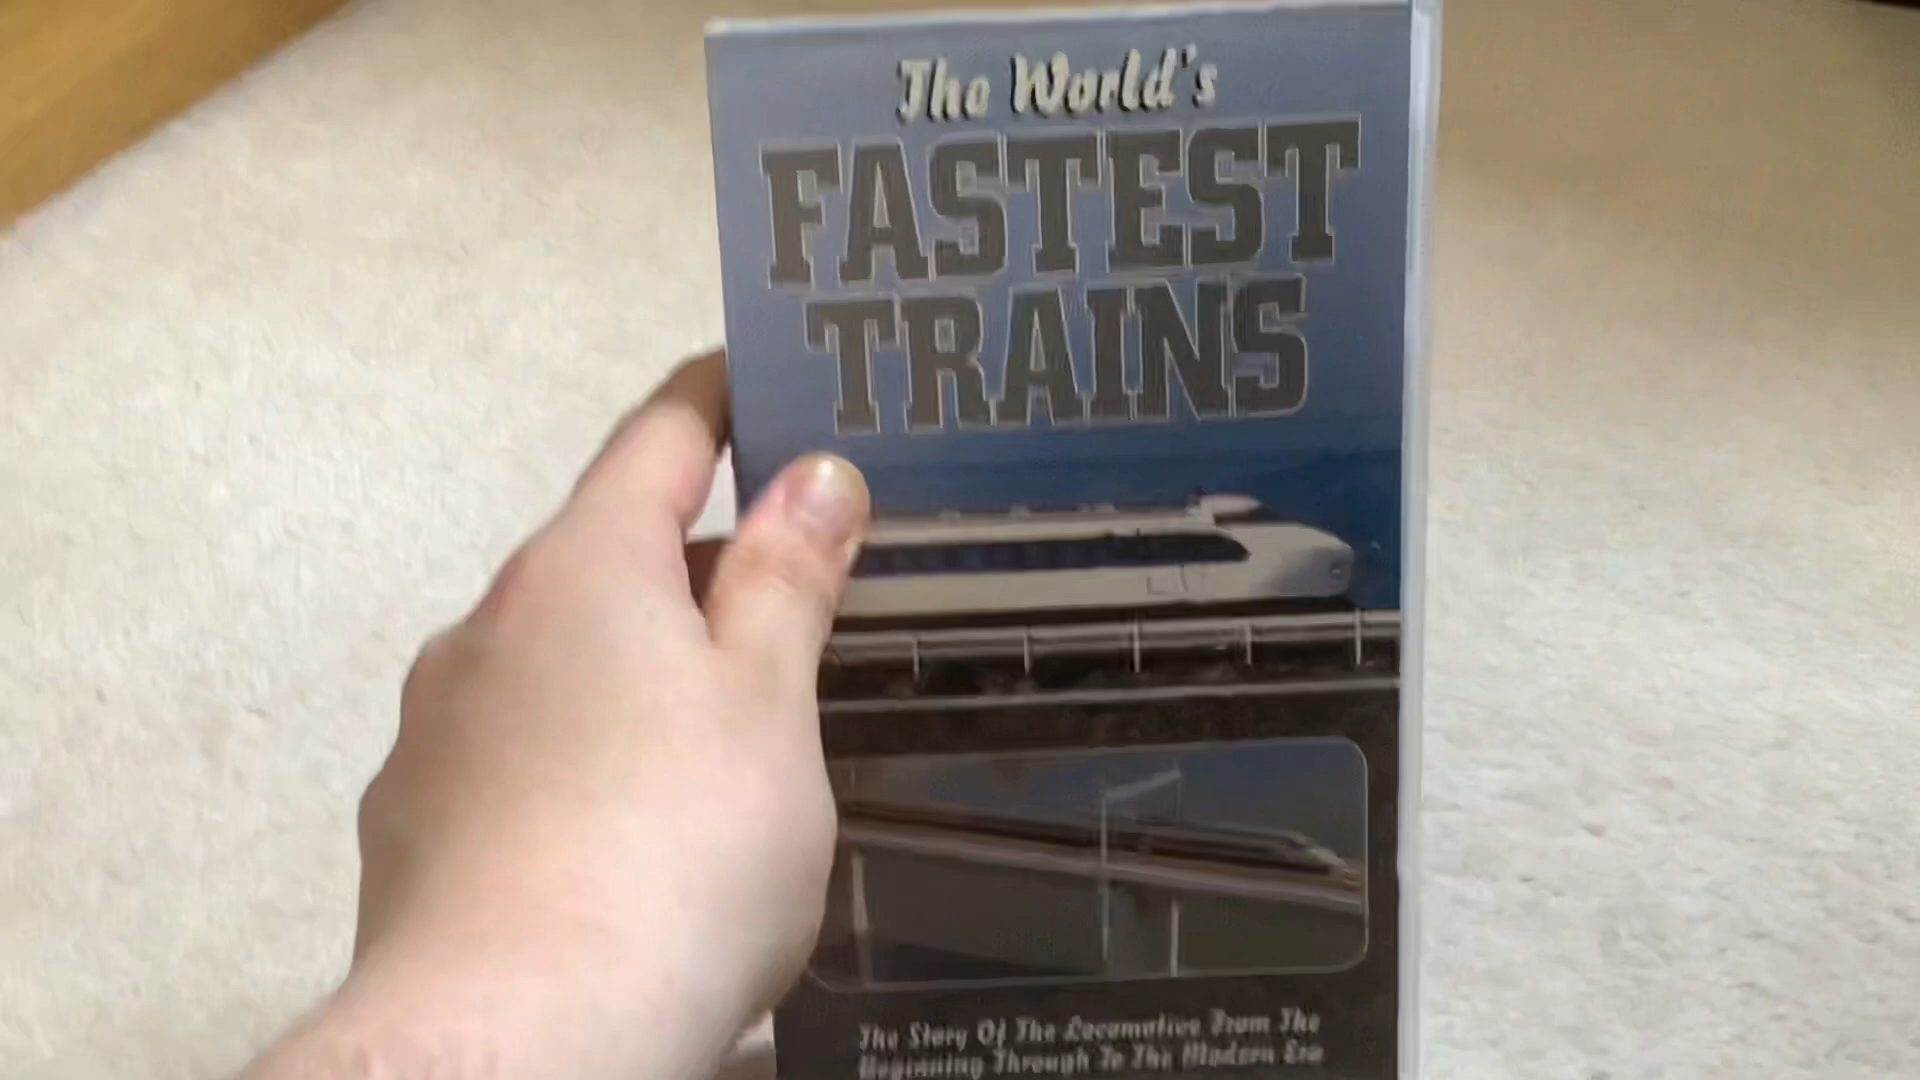 The World's
FASTEST
TRAINS
The Story Of The Locomotive From The
Beginning Through To The Modern Era